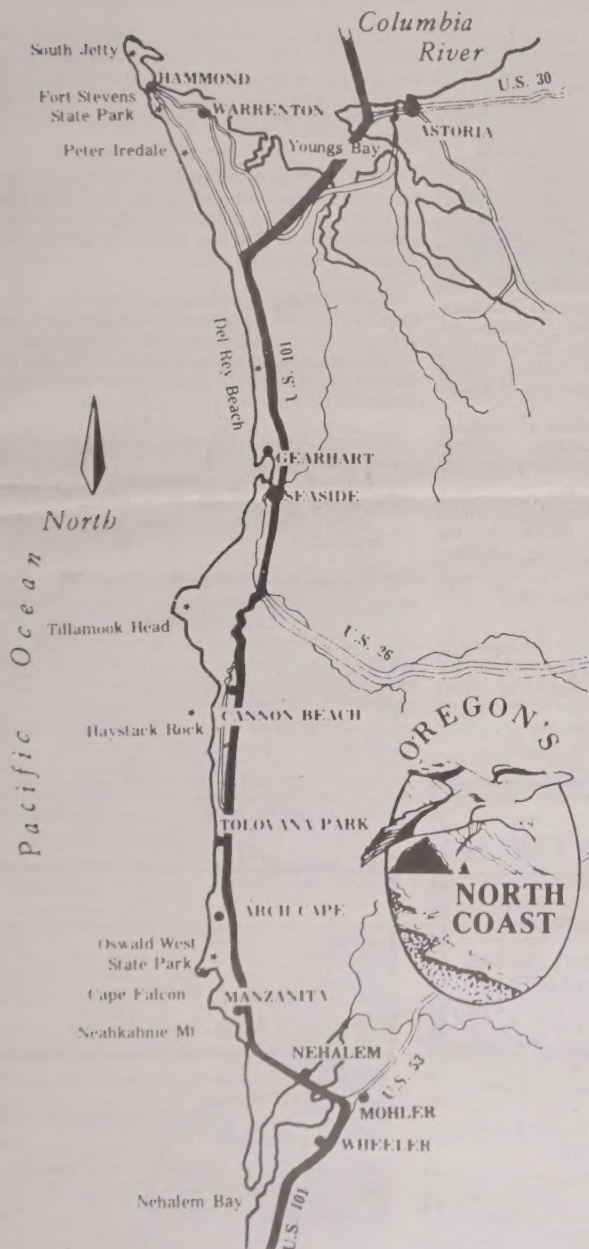 Columbia
River
South Jetty
HAMMOND
U.S. 30
Fort Stevens
State Park
WARRENTON
ASTORIA
Youngs Bay
Peter Iredale
Del Rey Beach
U.S. 101
GEARHART
SEASIDE
North
Pacific Ocean
Tillamook Head
U.S. 26
Haystack Rock
CANNON BEACH
OREGON'S
TOLOVANA PARK
NORTH
COAST
ARCH CAPE
Oswald West
State Park
Cape Falcon
MANZANITA
Neahkahnie Mt
NEHALEM
U.S. 53
MOHLER
WHEELER
Nehalem Bay
U.S. 101